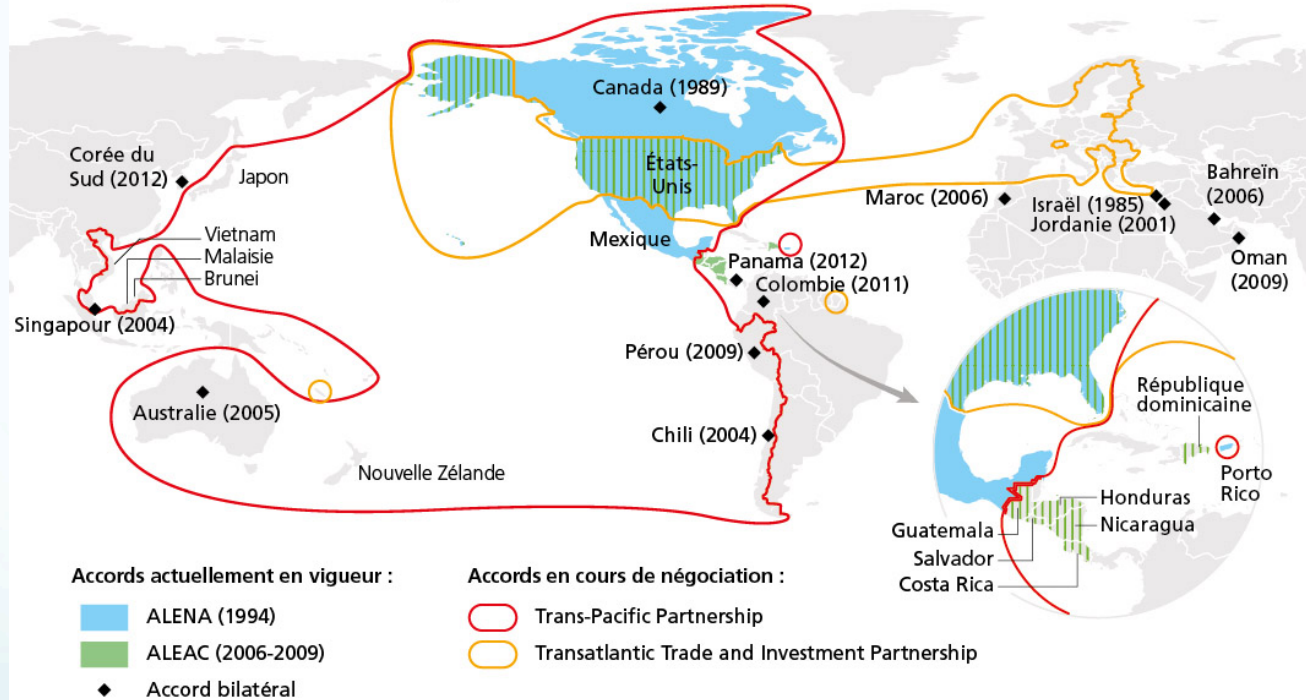 Canada (1989)
Corée du
Sud (2012)
Japon
États-
Unis
Maroc (2006)
Israël (1985)
Jordanie (2001)
Bahreïn
(2006)
Oman
(2009)
Vietnam
Malaisie
Brunei
Singapour (2004)
Mexique
Panama (2012)
Colombie (2011)
Pérou (2009)
Australie (2005)
Chili (2004)
Nouvelle Zélande
République
dominicaine
Porto
Rico
Honduras
Nicaragua
Guatemala
Salvador
Costa Rica
Accords actuellement en vigueur :
ALENA (1994)
ALEAC (2006-2009)
Accord bilatéral
Accords en cours de négociation :
Trans-Pacific Partnership
Transatlantic Trade and Investment Partnership